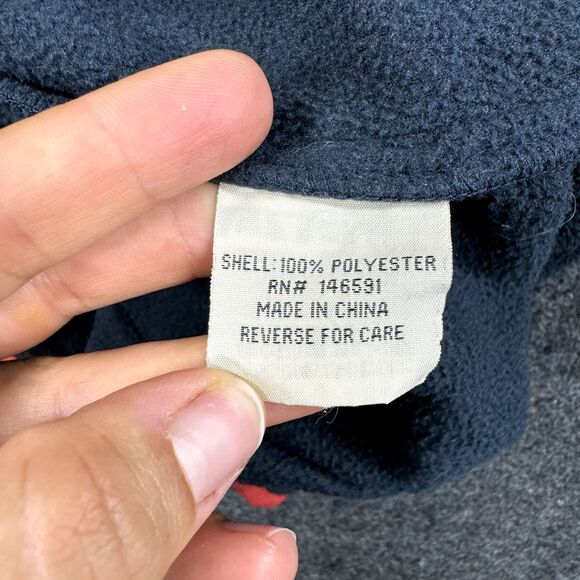 SHELL: 100% POLYESTER
RN# 146591
MADE IN CHINA
REVERSE FOR CARE